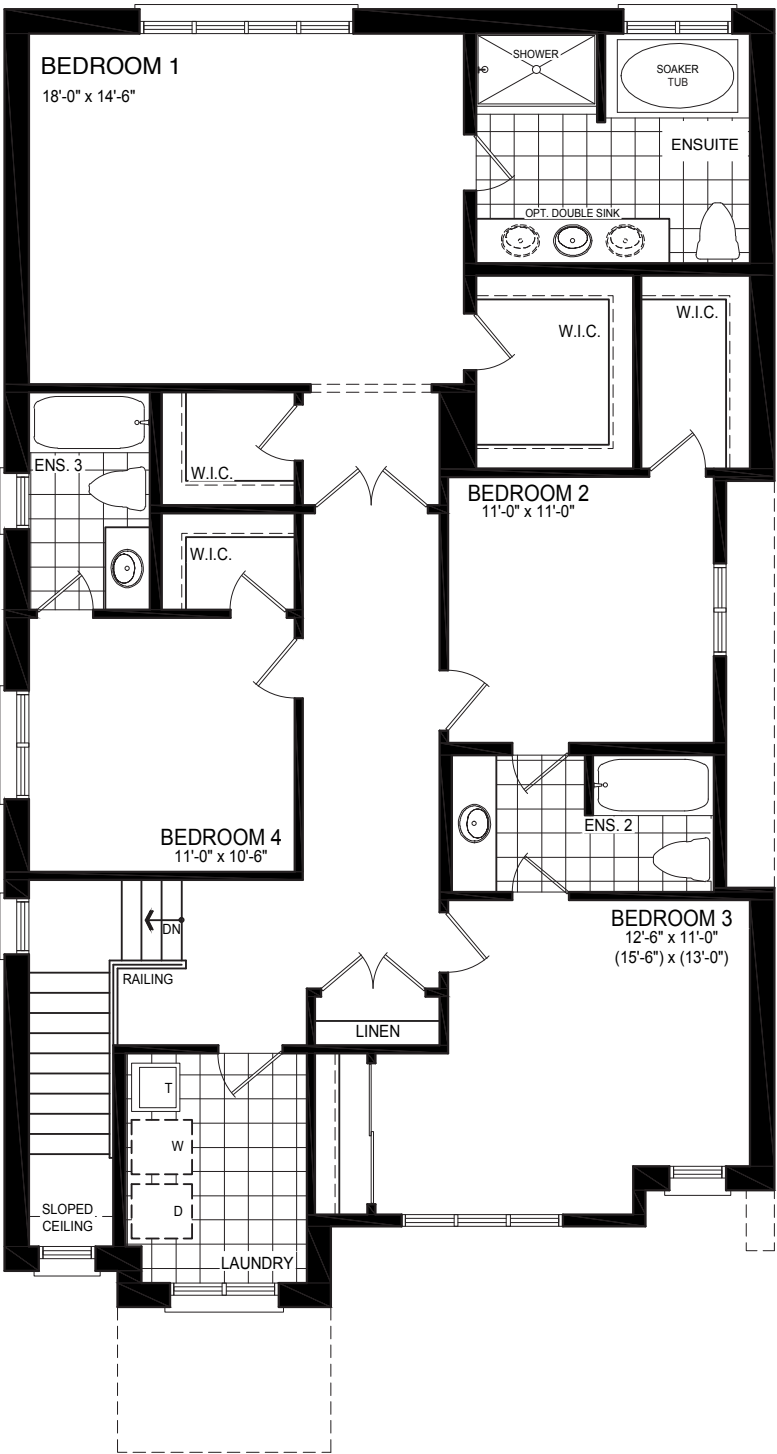 BEDROOM 1
18'-0" x 14'-6"
SHOWER
SOAKER
TUB
ENSUITE
OPT. DOUBLE SINK
W.I.C.
W.I.C.
ENS. 3
W.I.C.
W.I.C.
BEDROOM 2
11'-0" x 11'-0"
BEDROOM 4
11'-0" x 10'-6"
ENS. 2
DN
RAILING
BEDROOM 3
12'-6" x 11'-0"
(15'-6") x (13'-0")
LINEN
T
W
D
SLOPED
CEILING
LAUNDRY